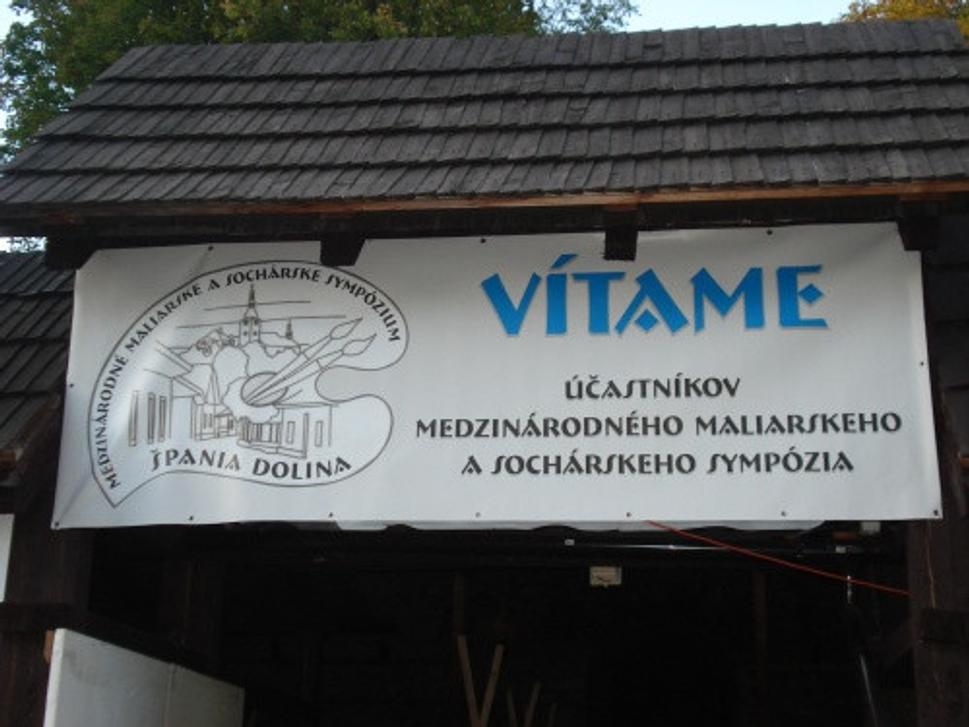 MEDZINÁRODNÉ MALIARSKE A SOCHÁRSKE SYMPÓZIUM
ŠPANIA DOLINA
VÍTAME
ÚČASTNÍKOV
MEDZINÁRODNÉHO MALIARSKEHO
A SOCHÁRSKEHO SYMPÓZIA